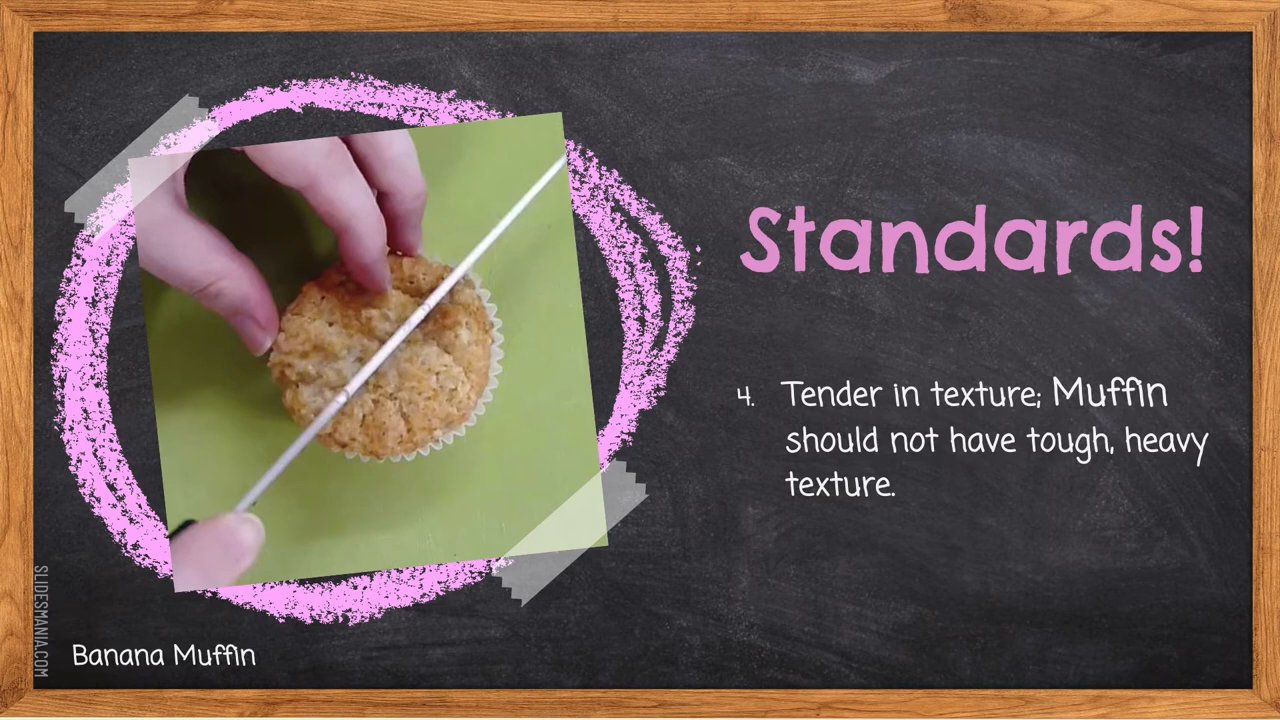 Standards!
4. Tender in texture; Muffin
should not have tough, heavy
texture.
Banana Muffin
SLIDESMANIA.COM